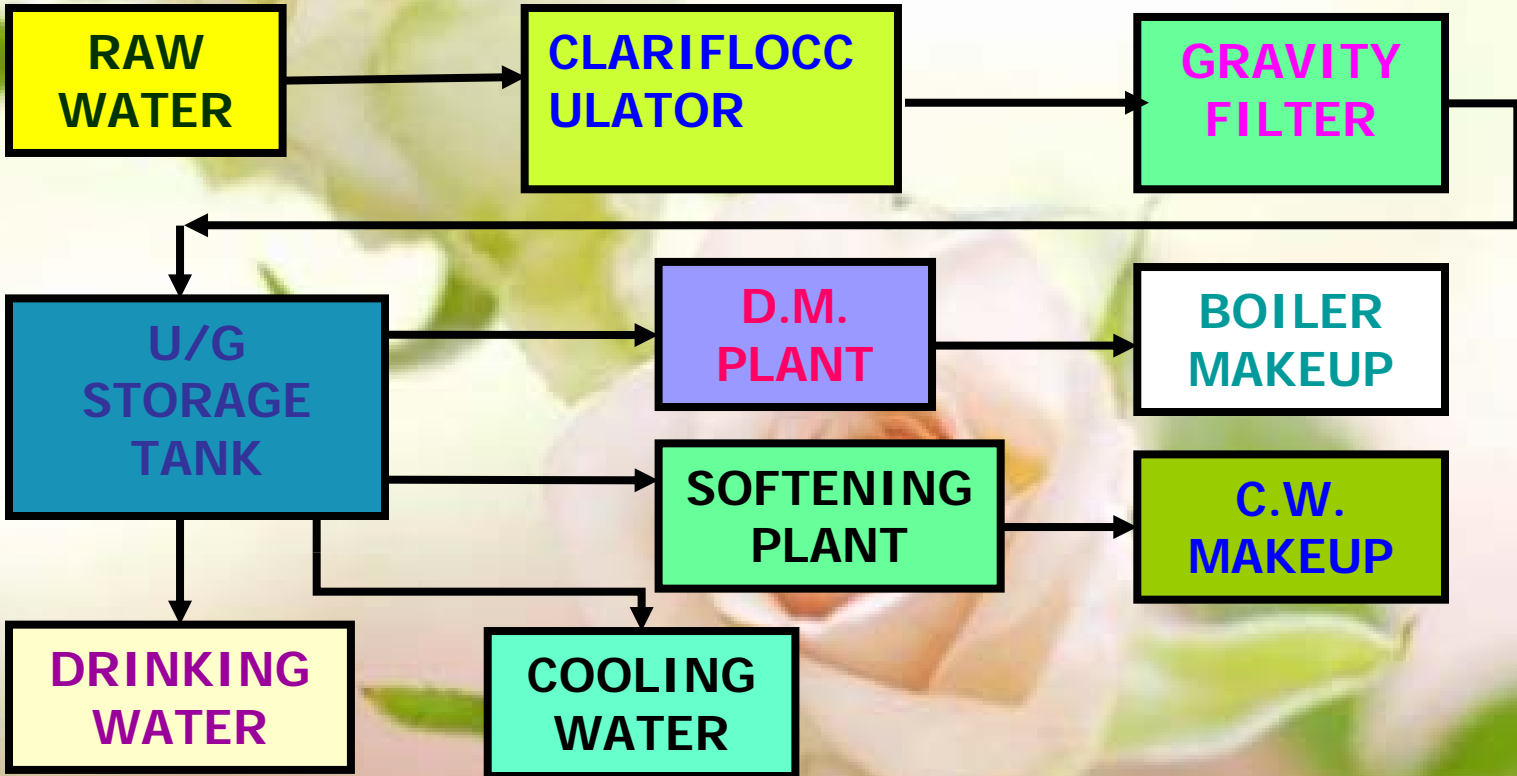 RAW
WATER
CLARIFLOCC
ULATOR
GRAVITY
FILTER
U/G
STORAGE
TANK
D.M.
PLANT
BOILER
MAKEUP
SOFTENING
PLANT
C.W.
MAKEUP
DRINKING
WATER
COOLING
WATER